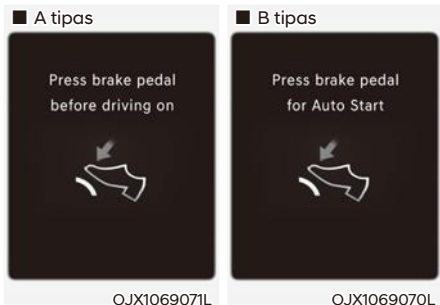 ■ A tipas
Press brake pedal
before driving on
OJX1069071L
■ B tipas
Press brake pedal
for Auto Start
OJX1069070L